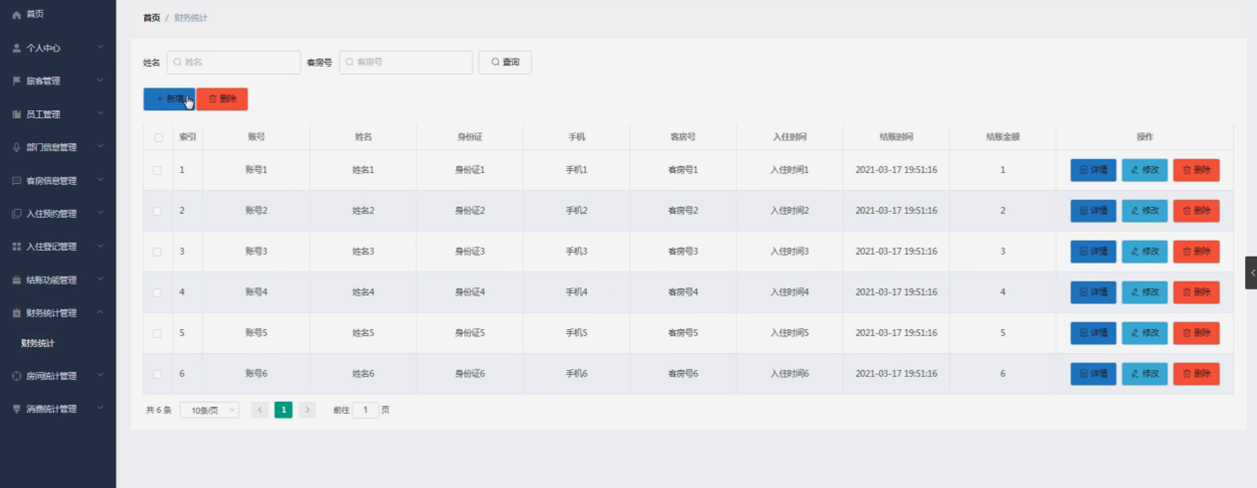 首页
个人中心
旅客管理
员工管理
部门信息管理
客房信息管理
入住预约管理
入住登记管理
结账功能管理
财务统计管理
财务统计
房间统计管理
消费统计管理
首页 / 财务统计
姓名 姓名 客房号 客房号 查询
+ 新增 删除
索引 账号 姓名 身份证 手机 客房号 入住时间 结账时间 结账金额 操作
1 账号1 姓名1 身份证1 手机1 客房号1 入住时间1 2021-03-17 19:51:16 1 详情 修改 删除
2 账号2 姓名2 身份证2 手机2 客房号2 入住时间2 2021-03-17 19:51:16 2 详情 修改 删除
3 账号3 姓名3 身份证3 手机3 客房号3 入住时间3 2021-03-17 19:51:16 3 详情 修改 删除
4 账号4 姓名4 身份证4 手机4 客房号4 入住时间4 2021-03-17 19:51:16 4 详情 修改 删除
5 账号5 姓名5 身份证5 手机5 客房号5 入住时间5 2021-03-17 19:51:16 5 详情 修改 删除
6 账号6 姓名6 身份证6 手机6 客房号6 入住时间6 2021-03-17 19:51:16 6 详情 修改 删除
共 6 条 10条/页 < 1 > 前往 1 页